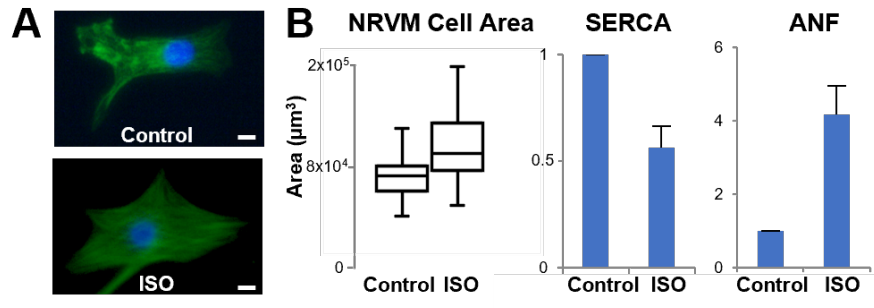 A
Control
ISO
B
NRVM Cell Area
Area (µm³)
2x10⁵
8x10⁴
0
Control ISO
SERCA
1
0.5
0
Control ISO
ANF
6
4
2
0
Control ISO